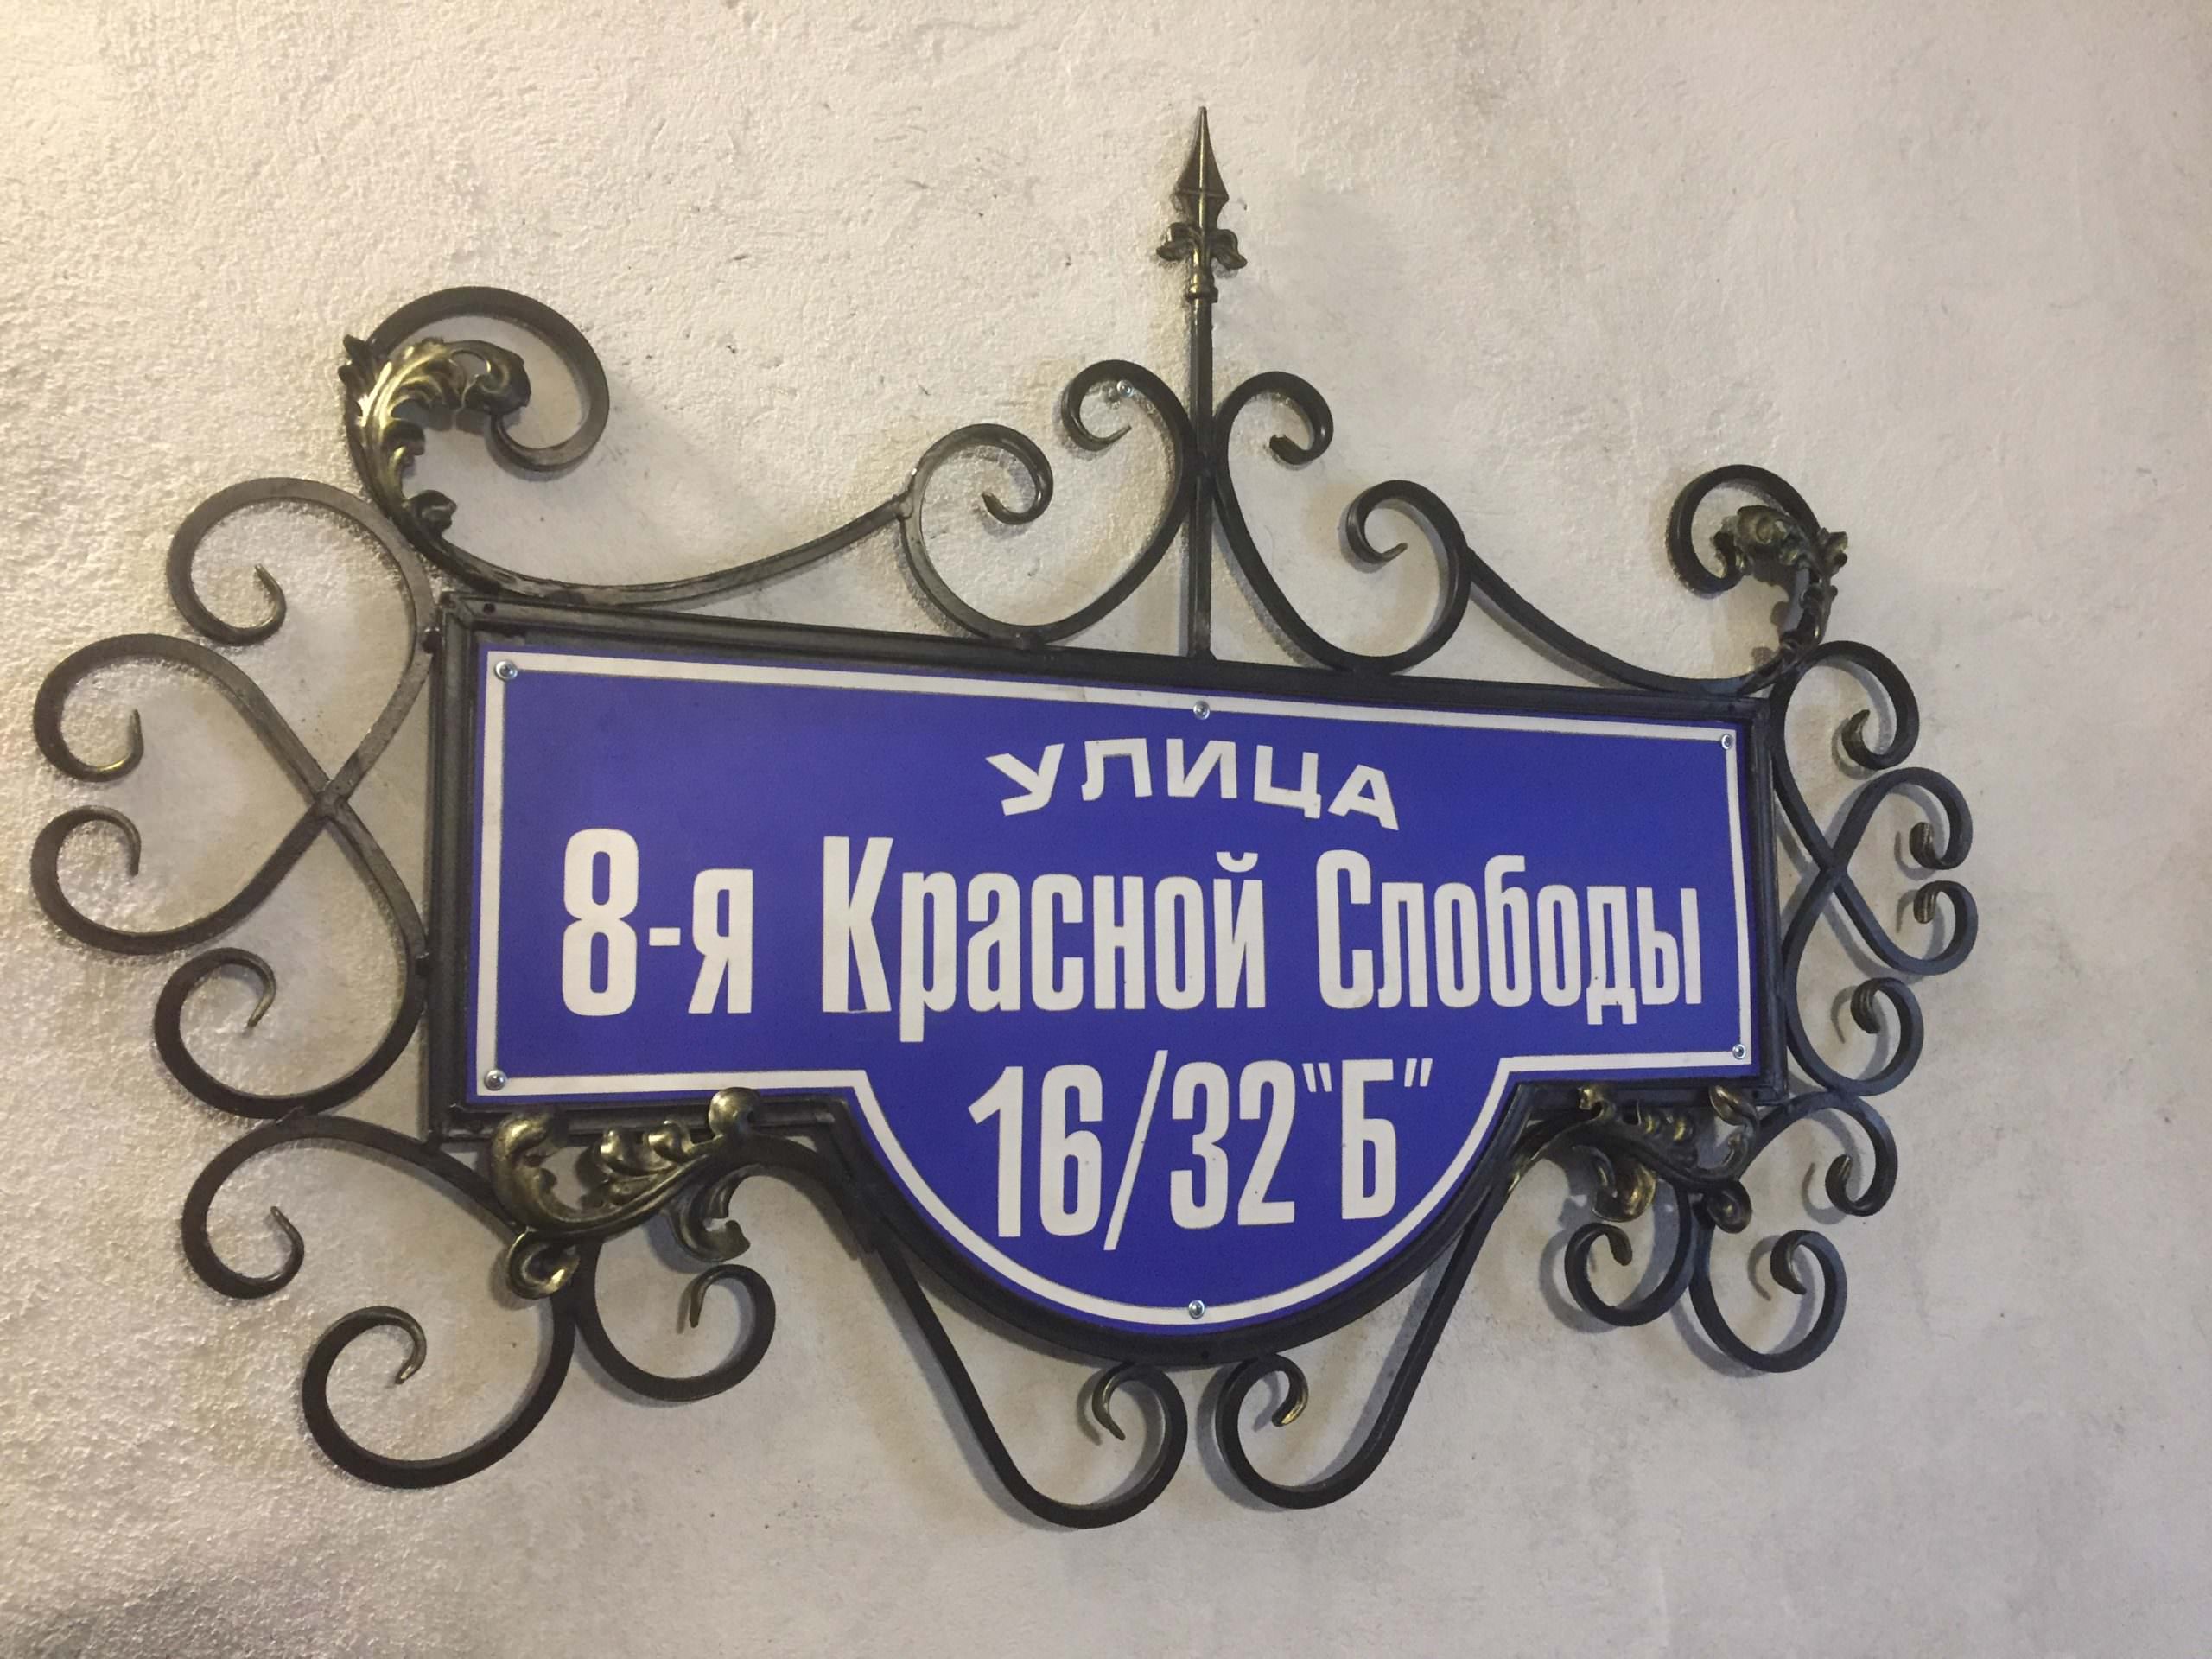 улица
8-я Красной Слободы
16/32"Б"